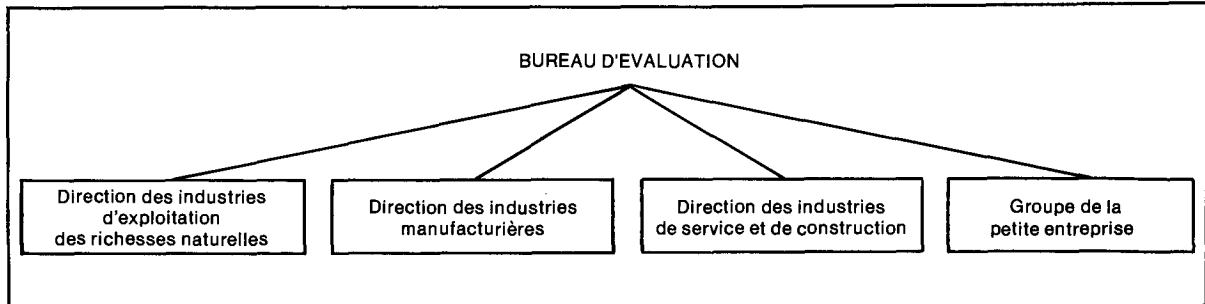 BUREAU D'EVALUATION
Direction des industries
d'exploitation
des richesses naturelles
Direction des industries
manufacturières
Direction des industries
de service et de construction
Groupe de la
petite entreprise